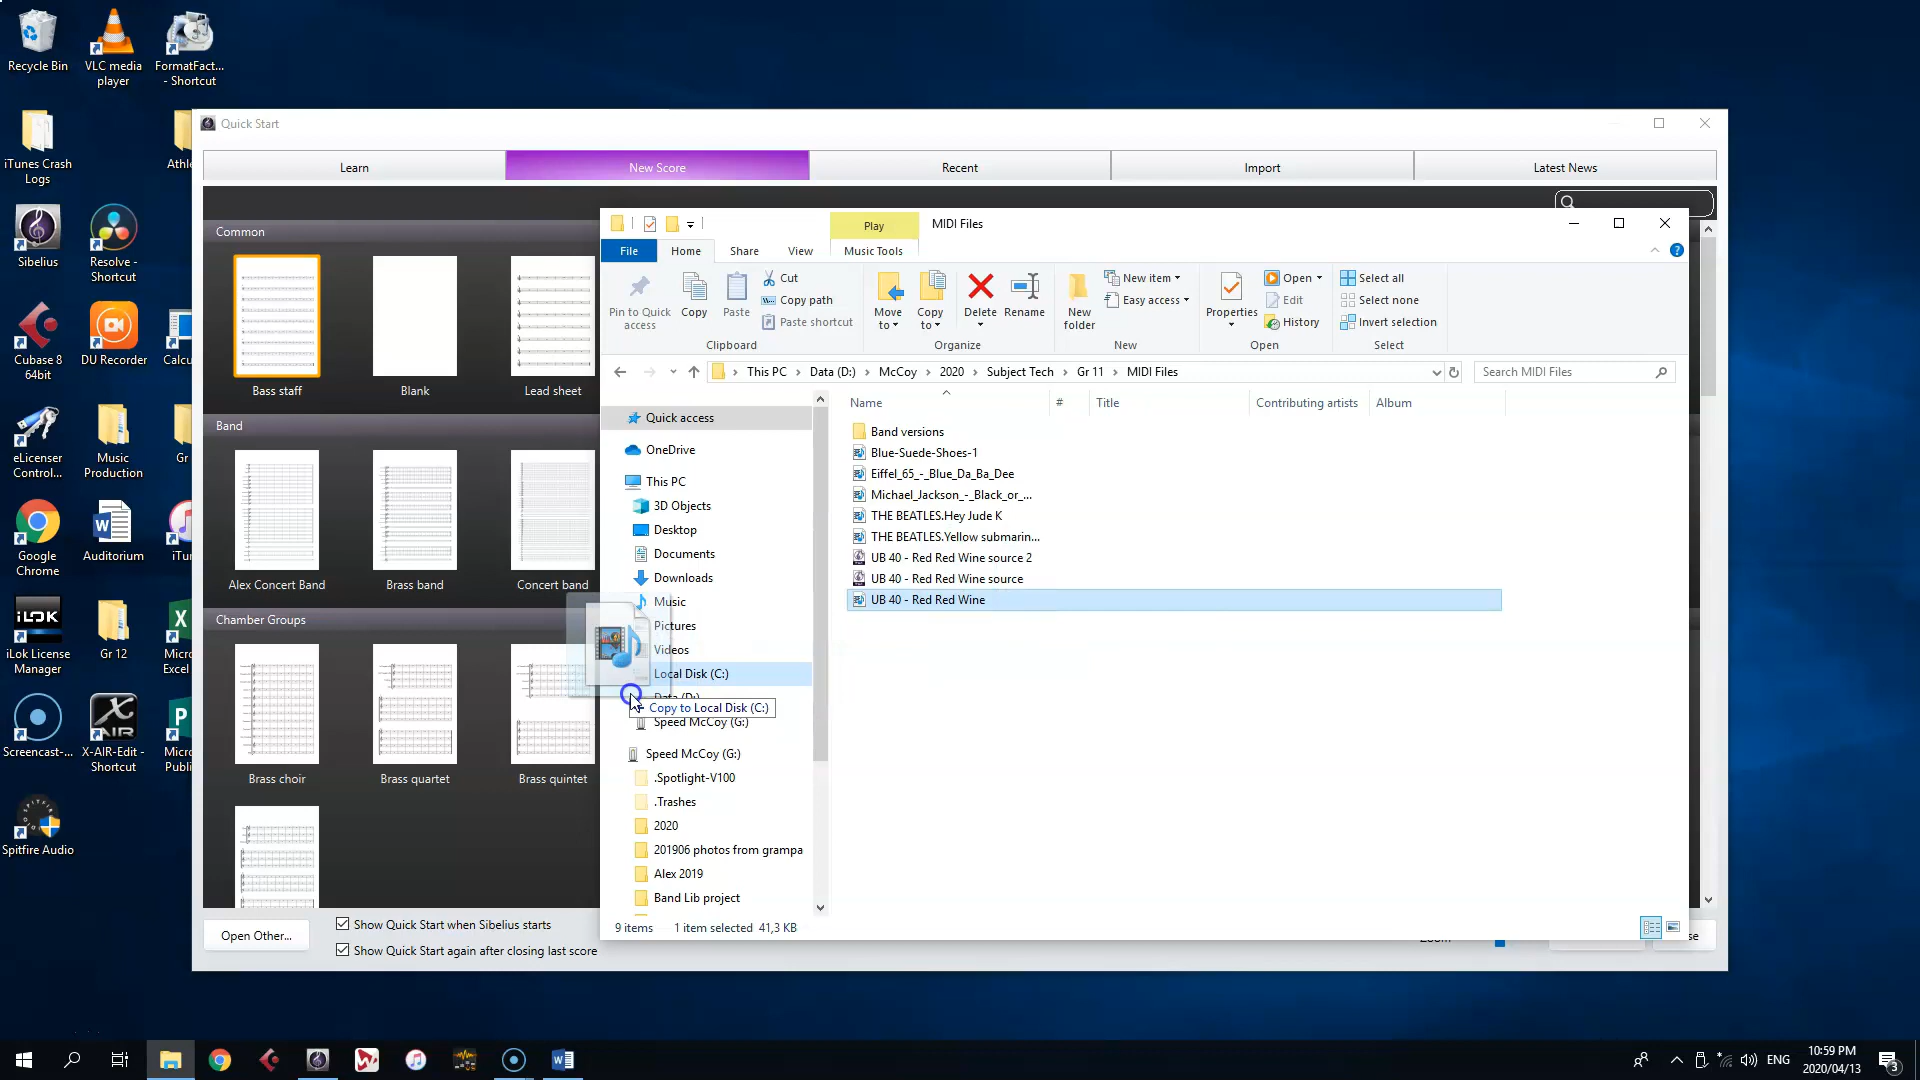 Recycle Bin
VLC media player
FormatFact... - Shortcut
iTunes Crash Logs
Athle
Sibelius
Resolve - Shortcut
Cubase 8 64bit
DU Recorder
Calcu
eLicenser Control...
Music Production
Gr
Google Chrome
Auditorium
iTu
iLOK
iLok License Manager
Gr 12
Micro Excel
Screencast-...
X-AIR-Edit - Shortcut
Micro Publi
Spitfire Audio
Quick Start
Learn
New Score
Recent
Import
Latest News
Common
Bass staff
Blank
Lead sheet
Band
Alex Concert Band
Brass band
Concert band
Chamber Groups
Brass choir
Brass quartet
Brass quintet
Open Other...
Show Quick Start when Sibelius starts
Show Quick Start again after closing last score
Play
MIDI Files
File
Home
Share
View
Music Tools
Pin to Quick access
Copy
Paste
Cut
Copy path
Paste shortcut
Clipboard
Move to
Copy to
Delete
Rename
Organize
New folder
New item
Easy access
New
Properties
Open
Edit
History
Open
Select all
Select none
Invert selection
Select
This PC
Data (D:)
McCoy
2020
Subject Tech
Gr 11
MIDI Files
Search MIDI Files
Quick access
OneDrive
This PC
3D Objects
Desktop
Documents
Downloads
Music
Pictures
Videos
Local Disk (C:)
Data (D:)
Copy to Local Disk (C:)
Speed McCoy (G:)
Speed McCoy (G:)
.Spotlight-V100
.Trashes
2020
201906 photos from grampa
Alex 2019
Band Lib project
Name
#
Title
Contributing artists
Album
Band versions
Blue-Suede-Shoes-1
Eiffel_65_-_Blue_Da_Ba_Dee
Michael_Jackson_-_Black_or_...
THE BEATLES.Hey Jude K
THE BEATLES.Yellow submarin...
UB 40 - Red Red Wine source 2
UB 40 - Red Red Wine source
UB 40 - Red Red Wine
9 items
1 item selected 41,3 KB
ENG
10:59 PM
2020/04/13
3